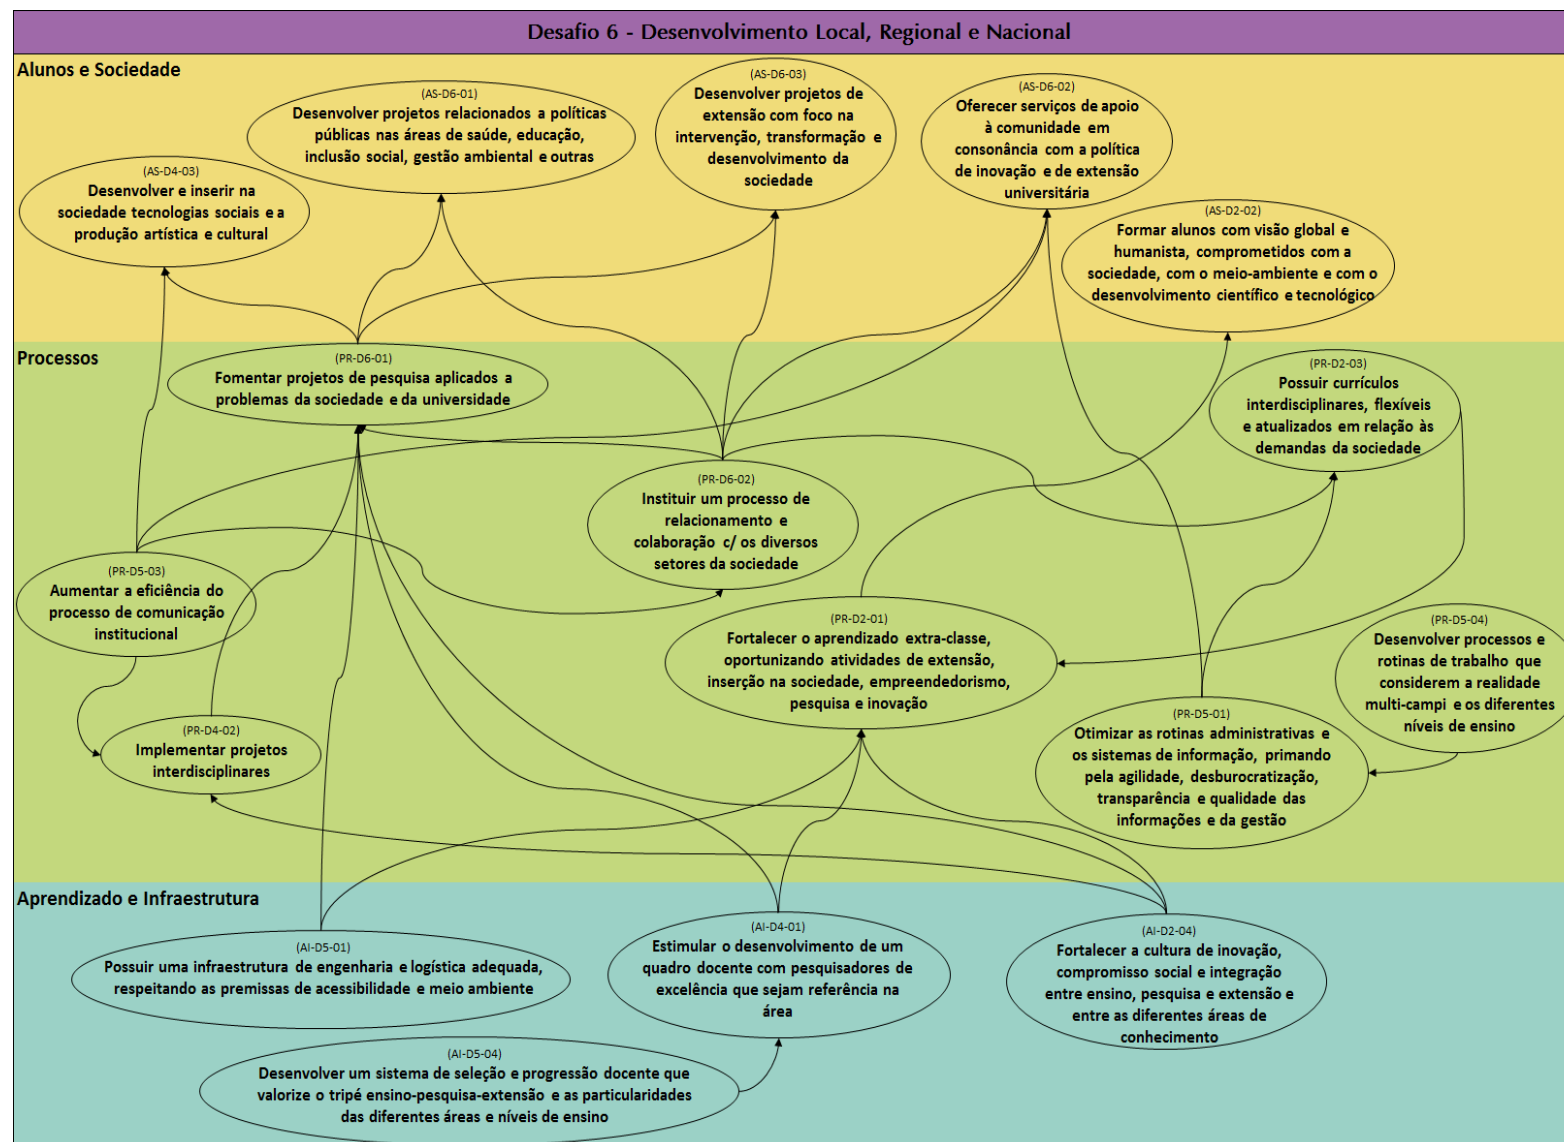 Desafio 6 - Desenvolvimento Local, Regional e Nacional
Alunos e Sociedade
(AS-D6-01)
Desenvolver projetos relacionados a políticas
públicas nas áreas de saúde, educação,
inclusão social, gestão ambiental e outras
(AS-D6-03)
Desenvolver projetos de
extensão com foco na
intervenção, transformação e
desenvolvimento da
sociedade
(AS-D6-02)
Oferecer serviços de apoio
à comunidade em
consonância com a política
de inovação e de extensão
universitária
(AS-D4-03)
Desenvolver e inserir na
sociedade tecnologias sociais e a
produção artística e cultural
(AS-D2-02)
Formar alunos com visão global e
humanista, comprometidos com a
sociedade, com o meio-ambiente e com o
desenvolvimento científico e tecnológico
Processos
(PR-D6-01)
Fomentar projetos de pesquisa aplicados a
problemas da sociedade e da universidade
(PR-D2-03)
Possuir currículos
interdisciplinares, flexíveis
e atualizados em relação às
demandas da sociedade
(PR-D6-02)
Instituir um processo de
relacionamento e
colaboração c/ os diversos
setores da sociedade
(PR-D5-03)
Aumentar a eficiência do
processo de comunicação
institucional
(PR-D2-01)
Fortalecer o aprendizado extra-classe,
oportunizando atividades de extensão,
inserção na sociedade, empreendedorismo,
pesquisa e inovação
(PR-D5-04)
Desenvolver processos e
rotinas de trabalho que
considerem a realidade
multi-campi e os diferentes
níveis de ensino
(PR-D4-02)
Implementar projetos
interdisciplinares
(PR-D5-01)
Otimizar as rotinas administrativas e
os sistemas de informação, primando
pela agilidade, desburocratização,
transparência e qualidade das
informações e da gestão
Aprendizado e Infraestrutura
(AI-D5-01)
Possuir uma infraestrutura de engenharia e logística adequada,
respeitando as premissas de acessibilidade e meio ambiente
(AI-D4-01)
Estimular o desenvolvimento de um
quadro docente com pesquisadores de
excelência que sejam referência na
área
(AI-D2-04)
Fortalecer a cultura de inovação,
compromisso social e integração
entre ensino, pesquisa e extensão e
entre as diferentes áreas de
conhecimento
(AI-D5-04)
Desenvolver um sistema de seleção e progressão docente que
valorize o tripé ensino-pesquisa-extensão e as particularidades
das diferentes áreas e níveis de ensino